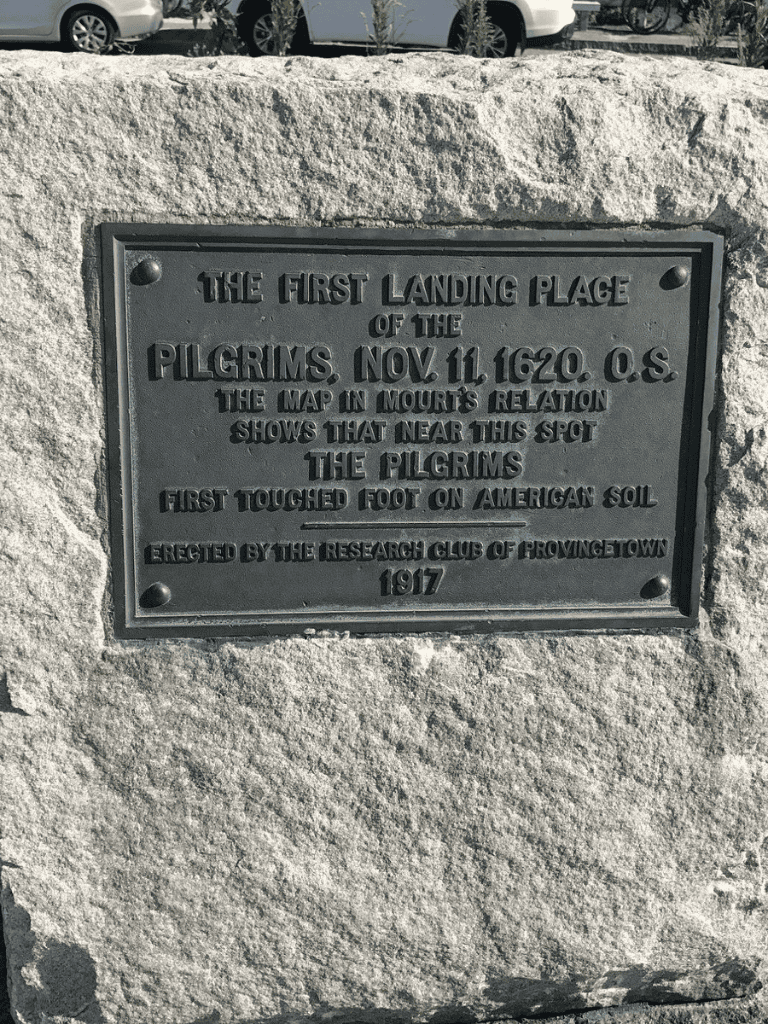 THE FIRST LANDING PLACE
OF THE
PILGRIMS, NOV. 11, 1620. O.S.
THE MAP IN MOURT'S RELATION
SHOWS THAT NEAR THIS SPOT
THE PILGRIMS
FIRST TOUCHED FOOT ON AMERICAN SOIL
ERECTED BY THE RESEARCH CLUB OF PROVINCETOWN
1917